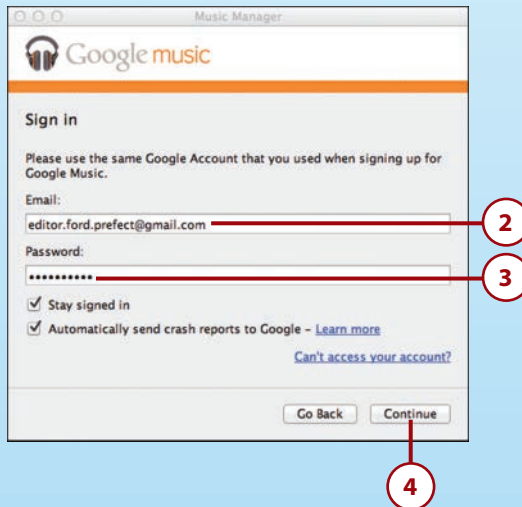 Music Manager
Google music
Sign in
Please use the same Google Account that you used when signing up for
Google Music.
Email:
editor.ford.prefect@gmail.com
2
Password:
••••••••••
3
Stay signed in
Automatically send crash reports to Google – Learn more
Can't access your account?
Go Back Continue
4